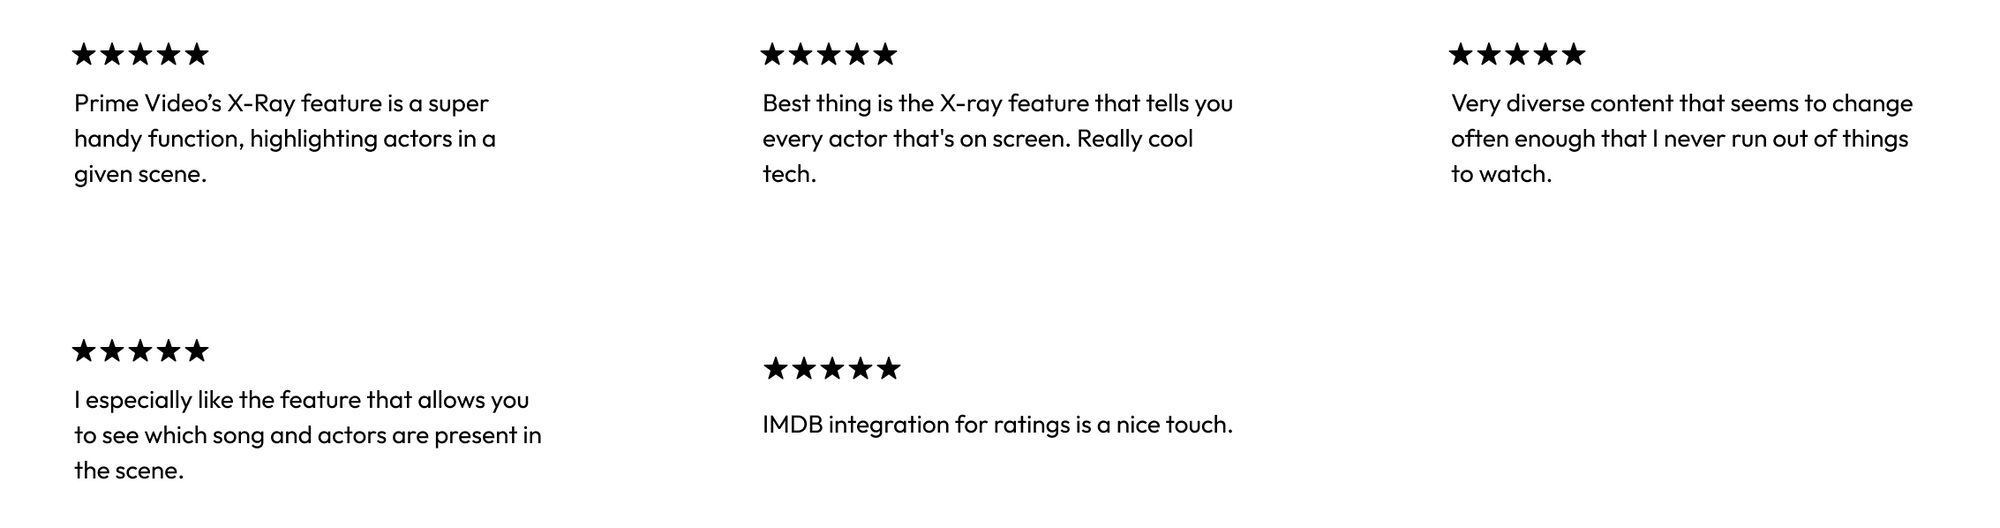 ★★★★★
Prime Video’s X-Ray feature is a super
handy function, highlighting actors in a
given scene.
★★★★★
Best thing is the X-ray feature that tells you
every actor that's on screen. Really cool
tech.
★★★★★
Very diverse content that seems to change
often enough that I never run out of things
to watch.
★★★★★
I especially like the feature that allows you
to see which song and actors are present in
the scene.
★★★★★
IMDB integration for ratings is a nice touch.